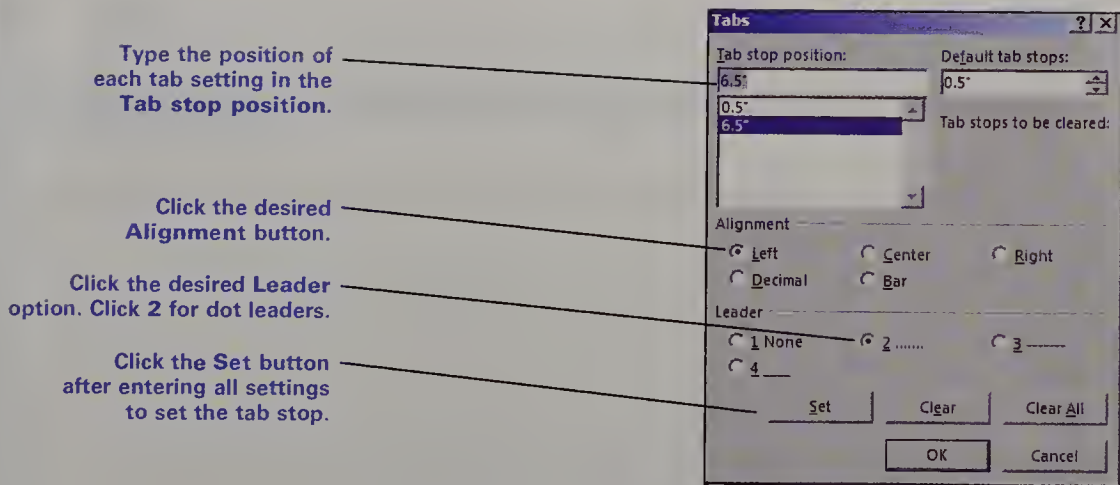 Type the position of
each tab setting in the
Tab stop position.
Click the desired
Alignment button.
Click the desired Leader
option. Click 2 for dot leaders.
Click the Set button
after entering all settings
to set the tab stop.
Tabs ? X
Tab stop position: Default tab stops:
6.5" 0.5"
0.5" Tab stops to be cleared:
6.5"
Alignment
Left Center Right
Decimal Bar
Leader
1 None 2 ....... 3 -------
4 ___
Set Clear Clear All
OK Cancel